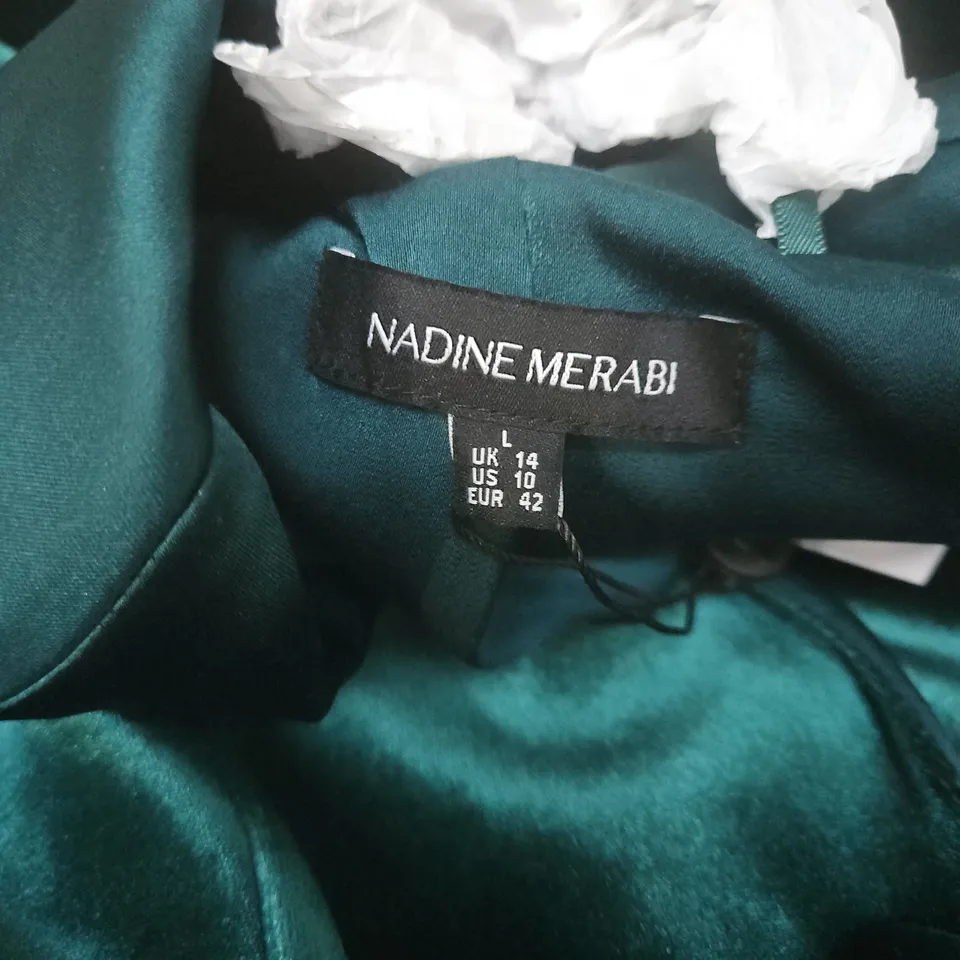 NADINE MERABI
L
UK 14
US 10
EUR 42